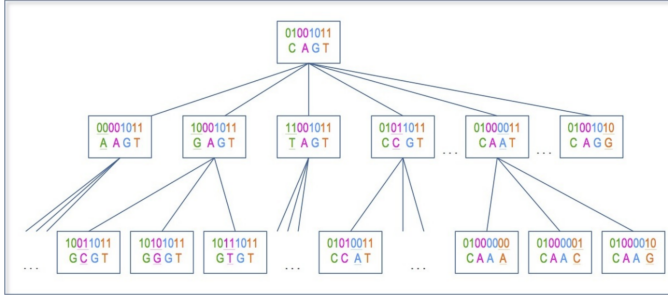 01001011
C A G T
00001011
A A G T
10001011
G A G T
11001011
T A G T
01011011
C C G T
...
01000011
C A A T
...
01001010
C A G G
...
10011011
G C G T
10101011
G G G T
10111011
G T G T
...
01010011
C C A T
...
01000000
C A A A
01000001
C A A C
01000010
C A A G